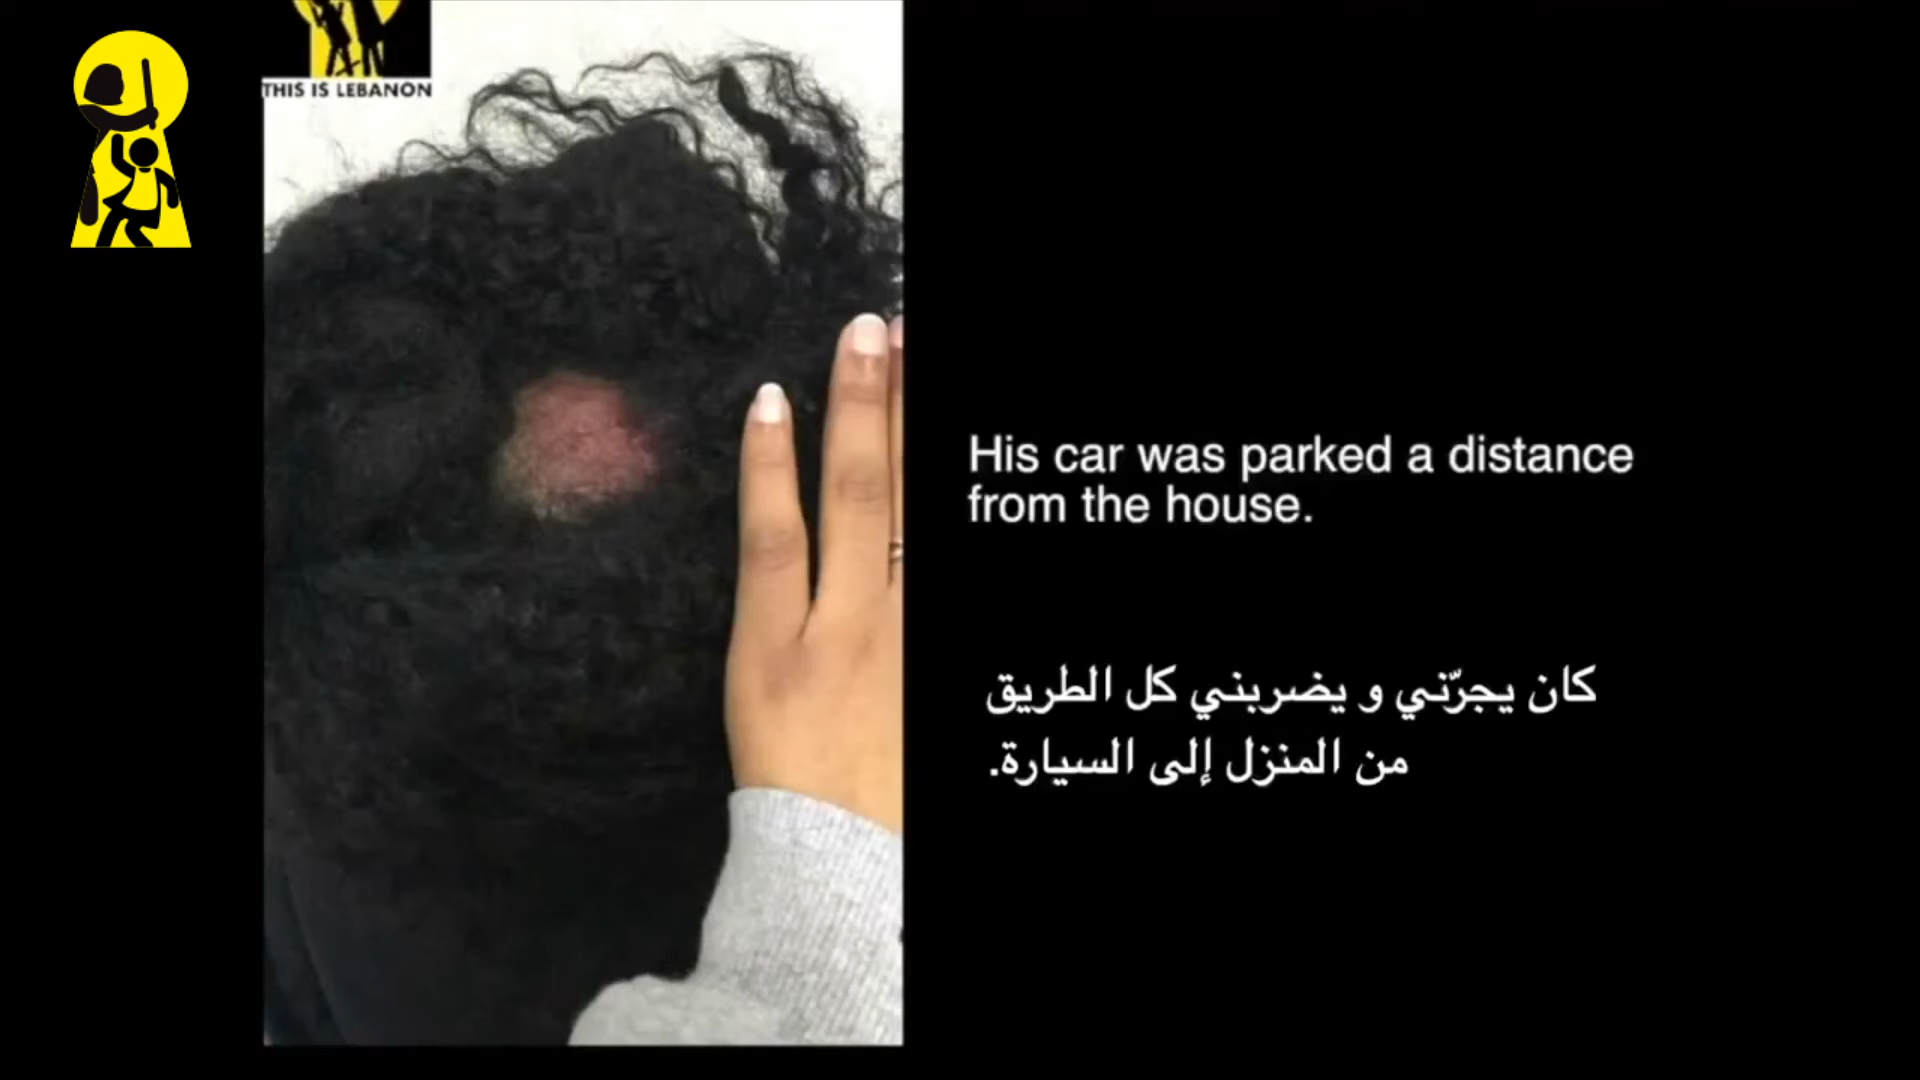 THIS IS LEBANON
His car was parked a distance
from the house.
كان يجرّني و يضربني كل الطريق
من المنزل إلى السيارة.